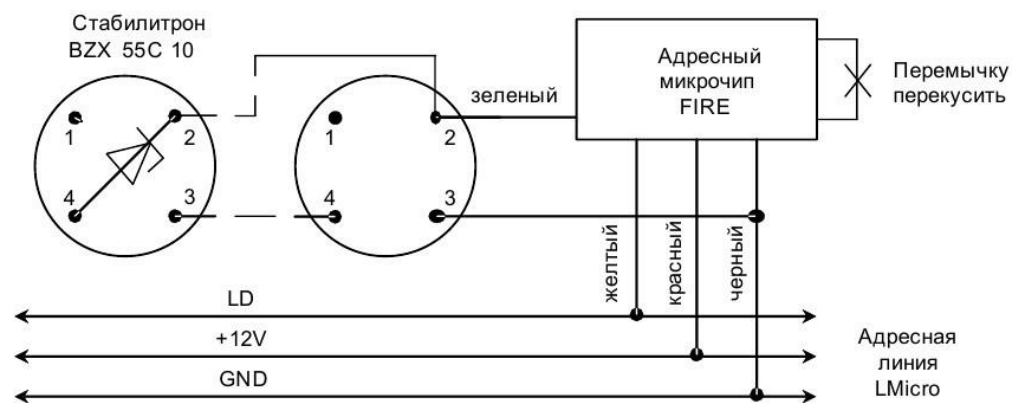 Стабилитрон
BZX 55C 10
1
2
4
3
1
2
4
3
зеленый
Адресный
микрочип
FIRE
Перемычку
перекусить
желтый
красный
черный
LD
+12V
GND
Адресная
линия
LMicro